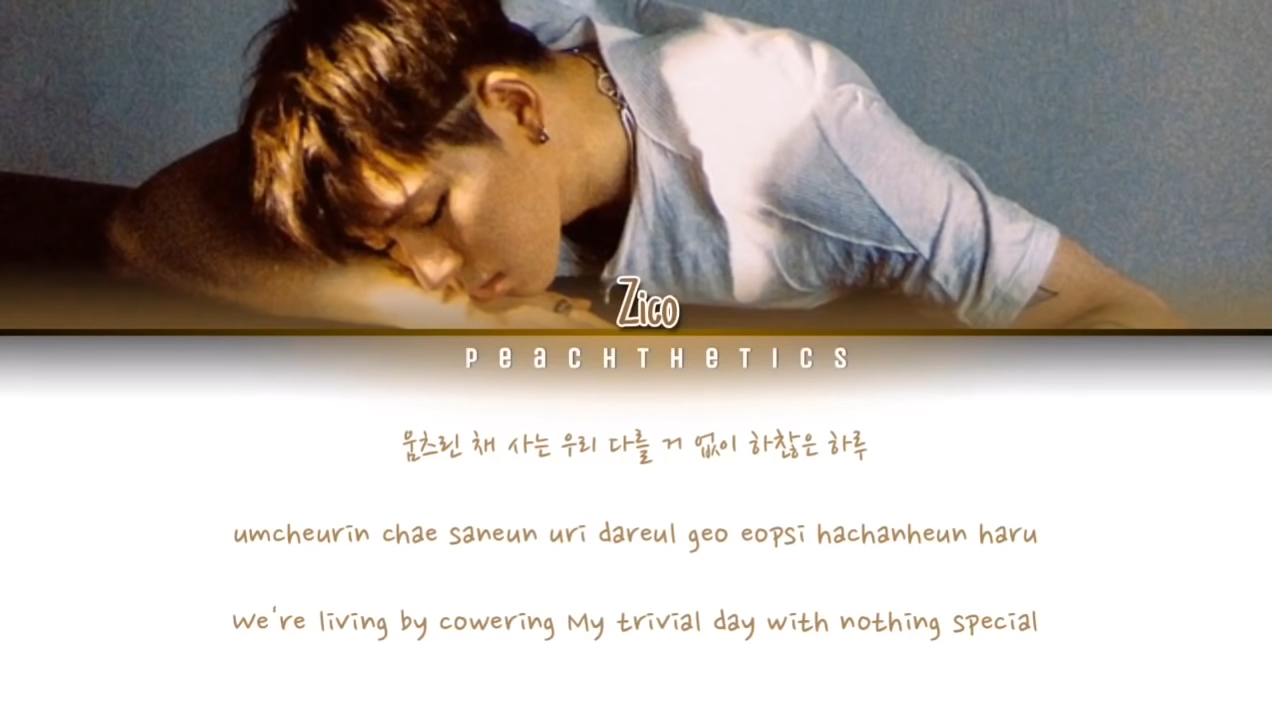 Zico
PeacHTHeTICS
움츠린 채 사는 우리 다를 거 없이 하찮은 하루
umcheurin chae saneun uri dareul geo eopsi hachanheun haru
we're living by cowering My trivial day with nothing special